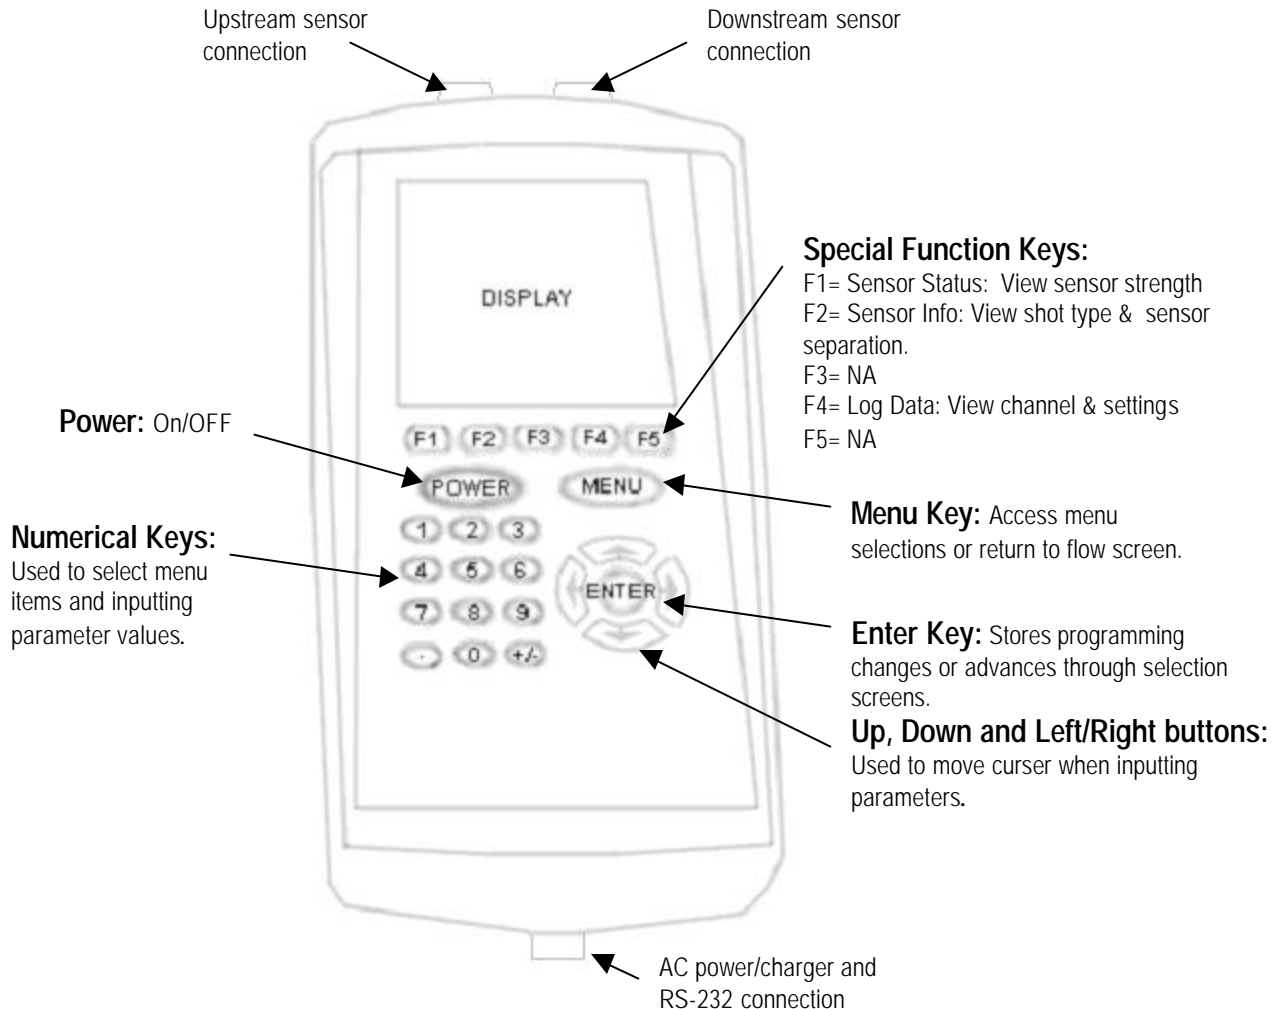 Upstream sensor
connection
Downstream sensor
connection
DISPLAY
Special Function Keys:
F1= Sensor Status:  View sensor strength
F2= Sensor Info: View shot type &  sensor
separation.
F3= NA
F4= Log Data: View channel & settings
F5= NA
Power: On/OFF
F1 F2 F3 F4 F5
POWER MENU
Menu Key: Access menu
selections or return to flow screen.
Numerical Keys:
Used to select menu
items and inputting
parameter values.
1 2 3
4 5 6
7 8 9
. 0 +/-
ENTER
Enter Key: Stores programming
changes or advances through selection
screens.
Up, Down and Left/Right buttons:
Used to move curser when inputting
parameters.
AC power/charger and
RS-232 connection